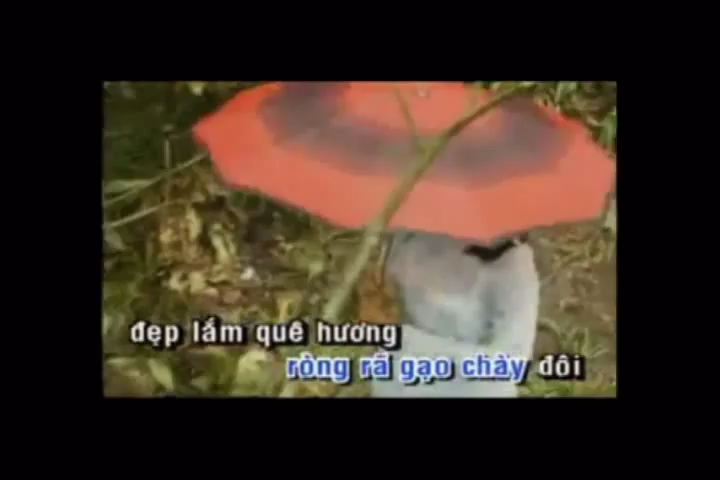 đẹp lắm quê hương
ròng rã gạo chày đôi